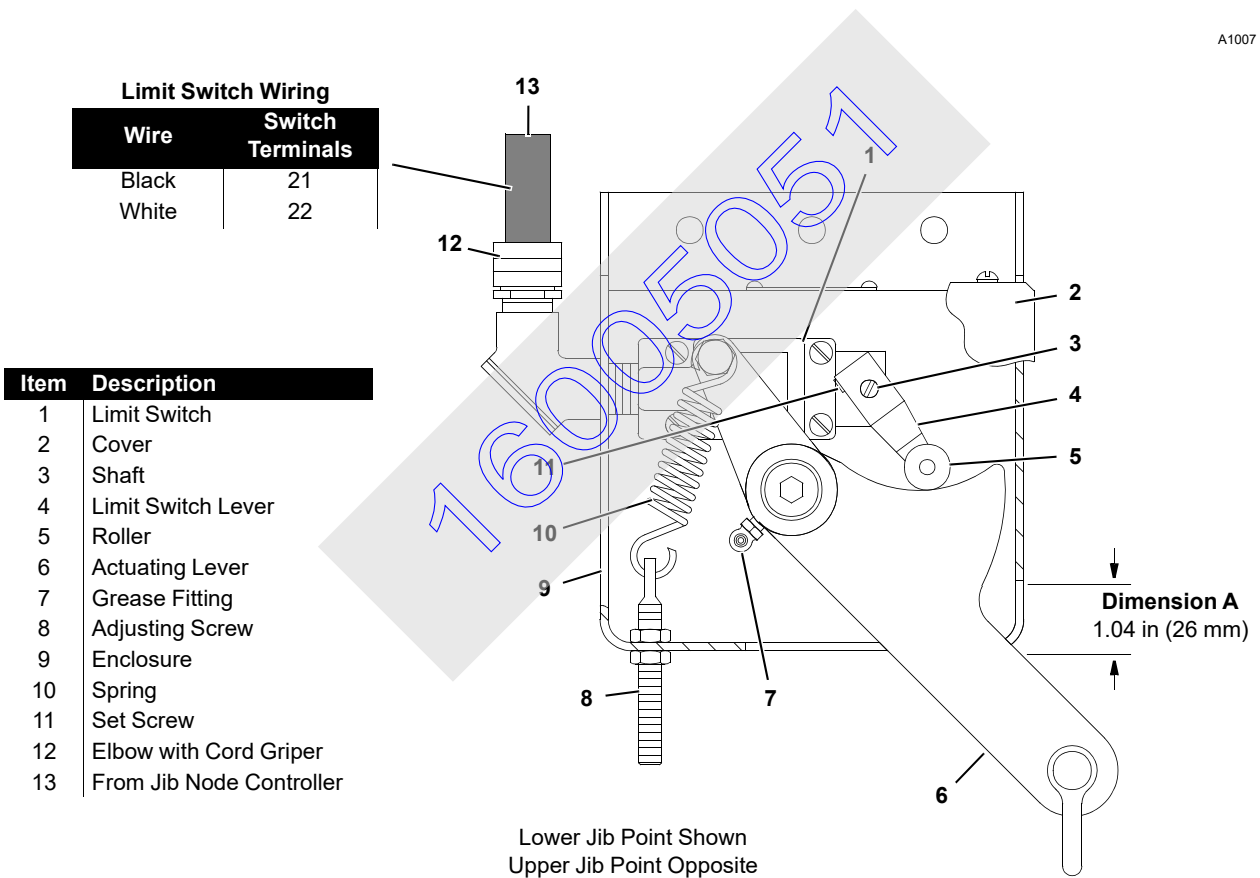 A1007
Limit Switch Wiring
Wire Switch Terminals
Black 21
White 22
13
12
1
2
3
4
5
11
10
9
8
7
6
Dimension A
1.04 in (26 mm)
Item Description
1 Limit Switch
2 Cover
3 Shaft
4 Limit Switch Lever
5 Roller
6 Actuating Lever
7 Grease Fitting
8 Adjusting Screw
9 Enclosure
10 Spring
11 Set Screw
12 Elbow with Cord Griper
13 From Jib Node Controller
Lower Jib Point Shown
Upper Jib Point Opposite
16005051